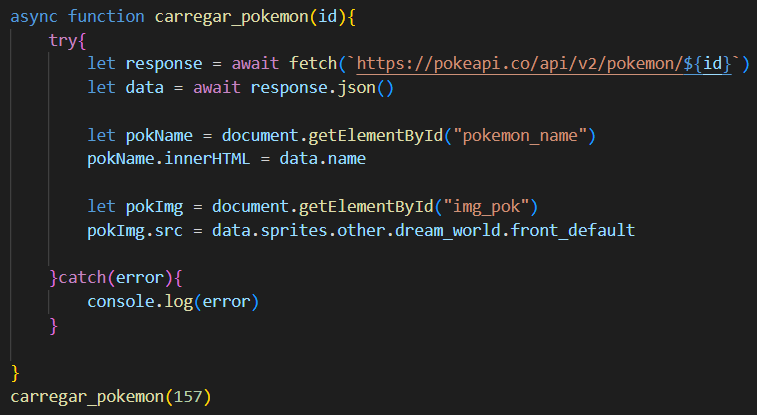 async function carregar_pokemon(id){
try{
let response = await fetch(`https://pokeapi.co/api/v2/pokemon/${id}`)
let data = await response.json()
let pokName = document.getElementById("pokemon_name")
pokName.innerHTML = data.name
let pokImg = document.getElementById("img_pok")
pokImg.src = data.sprites.other.dream_world.front_default
}catch(error){
console.log(error)
}
}
carregar_pokemon(157)